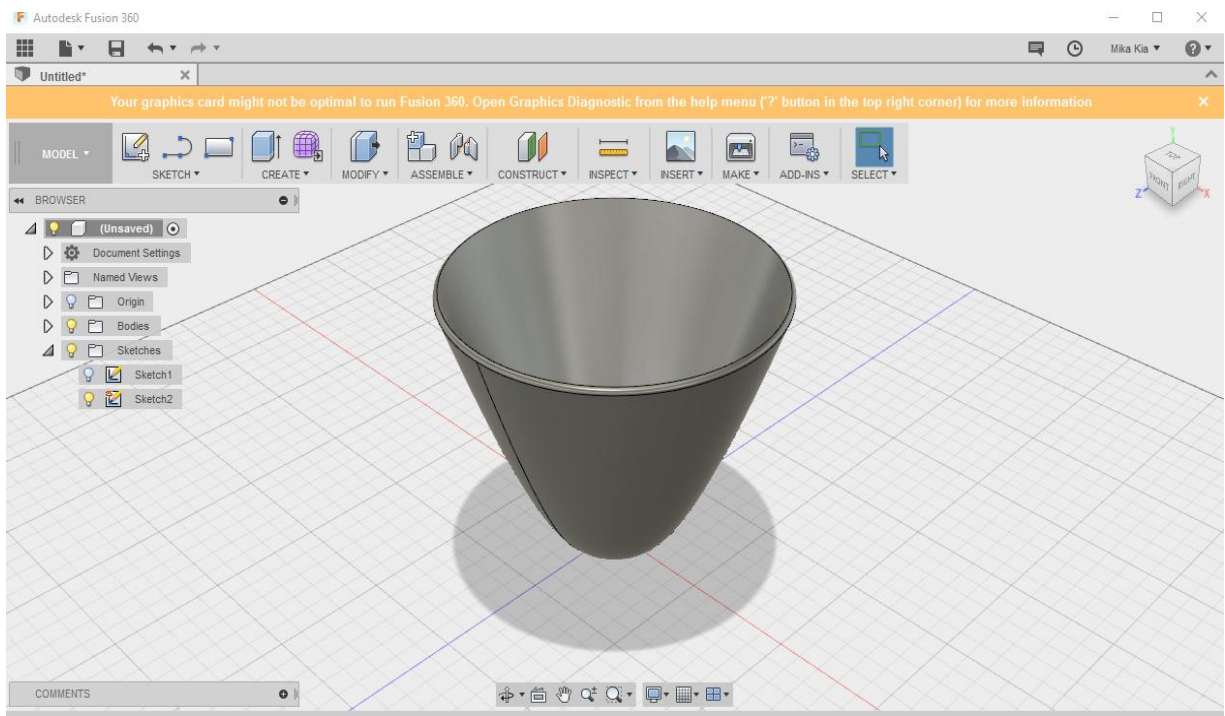 Autodesk Fusion 360
Mika Kia
Untitled*
Your graphics card might not be optimal to run Fusion 360. Open Graphics Diagnostic from the help menu ('?' button in the top right corner) for more information
MODEL
SKETCH
CREATE
MODIFY
ASSEMBLE
CONSTRUCT
INSPECT
INSERT
MAKE
ADD-INS
SELECT
TOP
FRONT
RIGHT
Y
Z
X
BROWSER
(Unsaved)
Document Settings
Named Views
Origin
Bodies
Sketches
Sketch1
Sketch2
COMMENTS